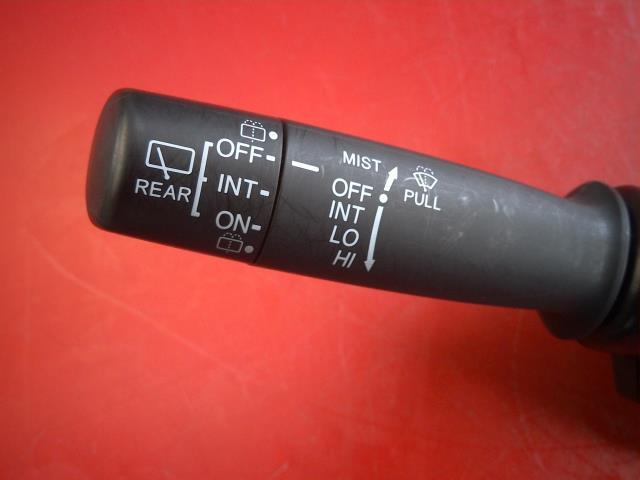 REAR
OFF
INT
ON
MIST
OFF
INT
LO
HI
PULL